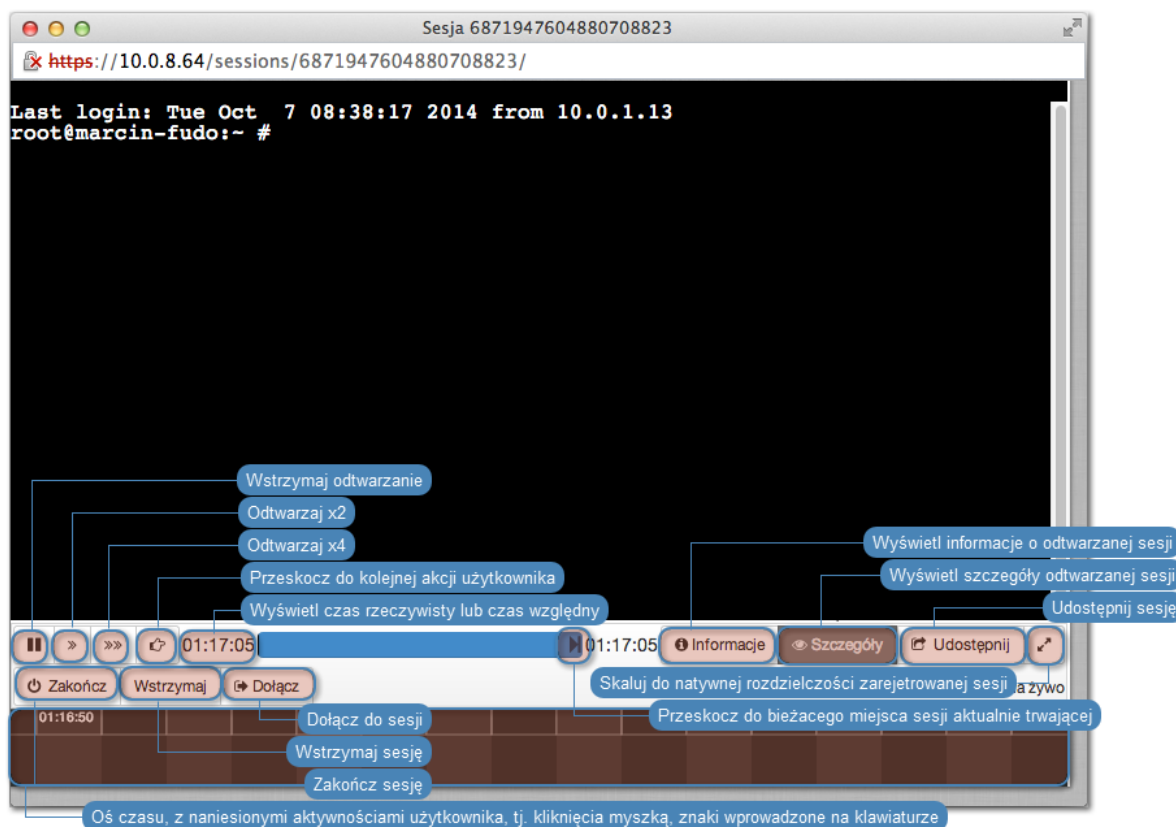 Sesja 6871947604880708823
https://10.0.8.64/sessions/6871947604880708823/
Last login: Tue Oct  7 08:38:17 2014 from 10.0.1.13
root@marcin-fudo:~ #
Wstrzymaj odtwarzanie
Odtwarzaj x2
Odtwarzaj x4
Wyświetl informacje o odtwarzanej sesji
Przeskocz do kolejnej akcji użytkownika
Wyświetl szczegóły odtwarzanej sesji
Wyświetl czas rzeczywisty lub czas względny
Udostępnij sesję
01:17:05 01:17:05 Informacje Szczegóły Udostępnij
Zakończ Wstrzymaj Dołącz
Skaluj do natywnej rozdzielczości zarejetrowanej sesji
a żywo
01:16:50
Dołącz do sesji
Przeskocz do bieżacego miejsca sesji aktualnie trwającej
Wstrzymaj sesję
Zakończ sesję
Oś czasu, z naniesionymi aktywnościami użytkownika, tj. kliknięcia myszką, znaki wprowadzone na klawiaturze